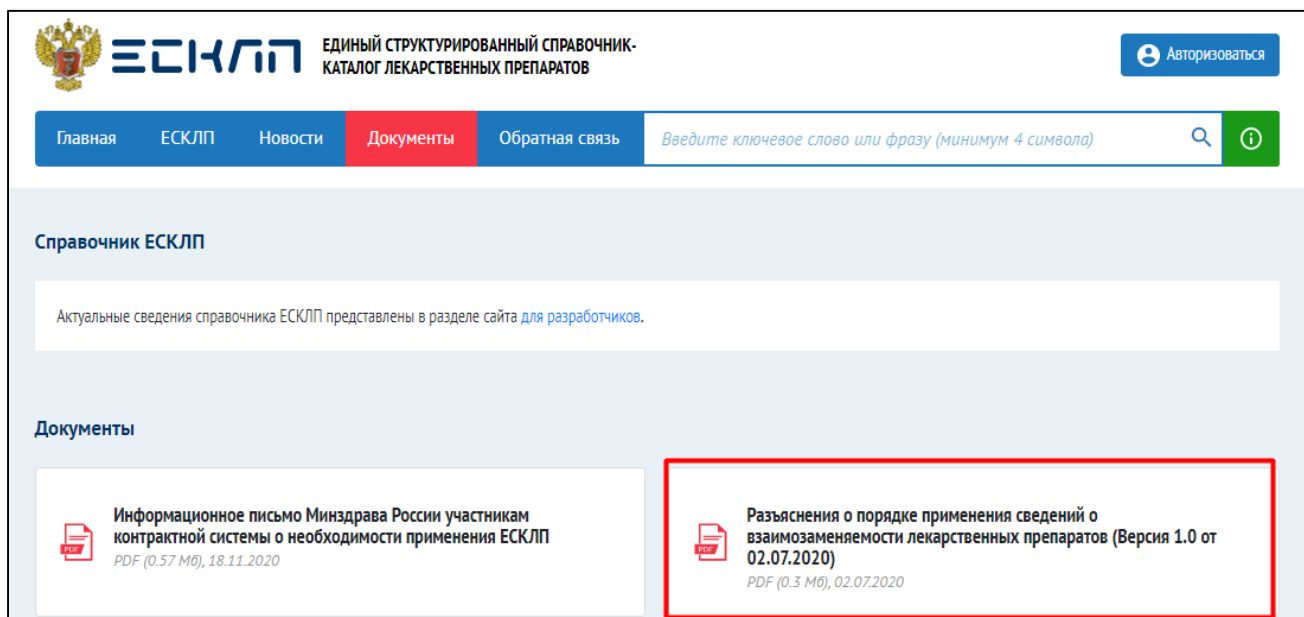 ЕСКЛП
ЕДИНЫЙ СТРУКТУРИРОВАННЫЙ СПРАВОЧНИК-
КАТАЛОГ ЛЕКАРСТВЕННЫХ ПРЕПАРАТОВ
Авторизоваться
Главная ЕСКЛП Новости Документы Обратная связь Введите ключевое слово или фразу (минимум 4 символа)
Справочник ЕСКЛП
Актуальные сведения справочника ЕСКЛП представлены в разделе сайта для разработчиков.
Документы
PDF
Информационное письмо Минздрава России участникам
контрактной системы о необходимости применения ЕСКЛП
PDF (0.57 Мб), 18.11.2020
PDF
Разъяснения о порядке применения сведений о
взаимозаменяемости лекарственных препаратов (Версия 1.0 от
02.07.2020)
PDF (0.3 Мб), 02.07.2020